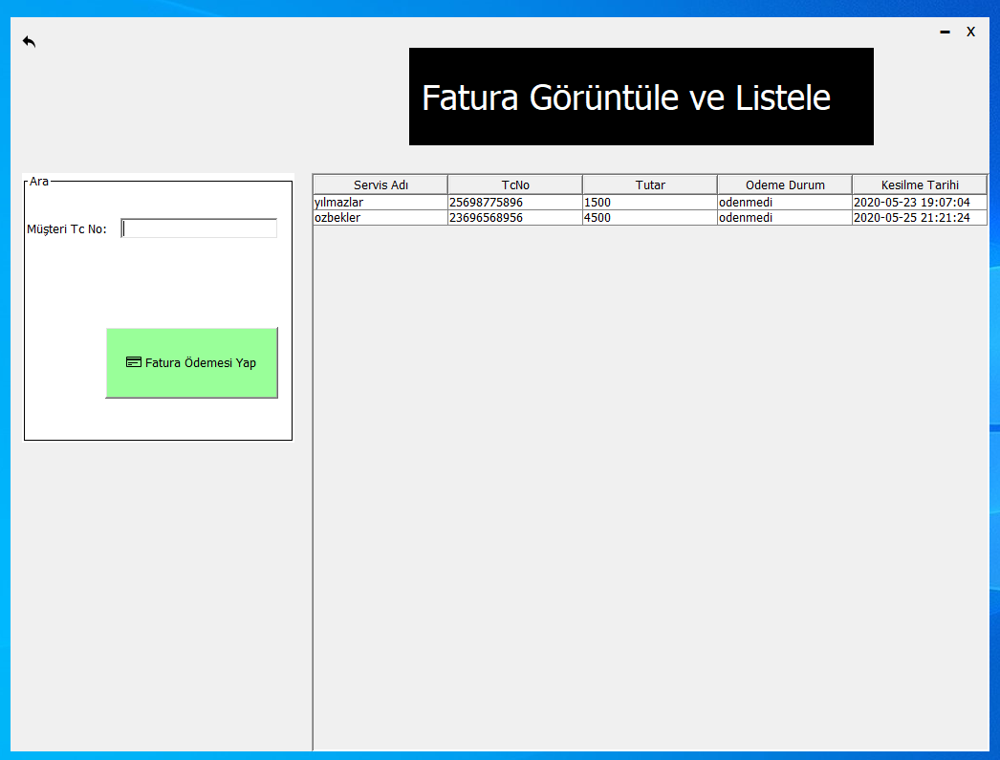 X
Fatura Görüntüle ve Listele
Ara
Müşteri Tc No:
Fatura Ödemesi Yap
Servis Adı TcNo Tutar Odeme Durum Kesilme Tarihi
yılmazlar 25698775896 1500 odenmedi 2020-05-23 19:07:04
ozbekler 23696568956 4500 odenmedi 2020-05-25 21:21:24